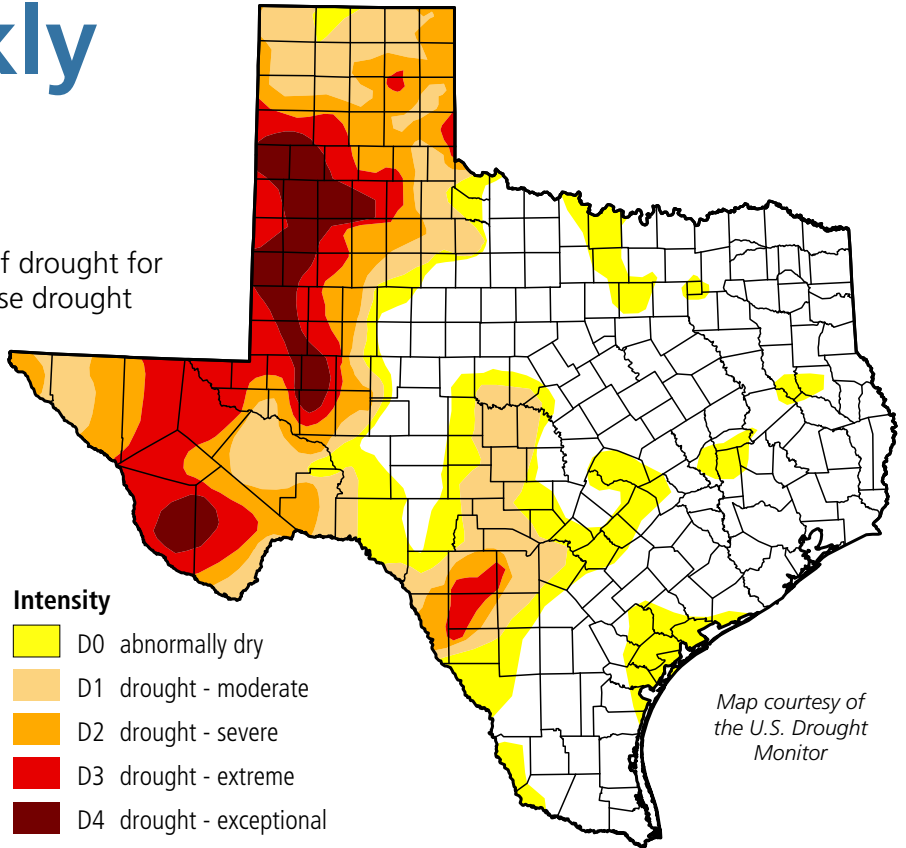 kly
f drought for
se drought
Intensity
D0 abnormally dry
D1 drought - moderate
D2 drought - severe
D3 drought - extreme
D4 drought - exceptional
Map courtesy of
the U.S. Drought
Monitor